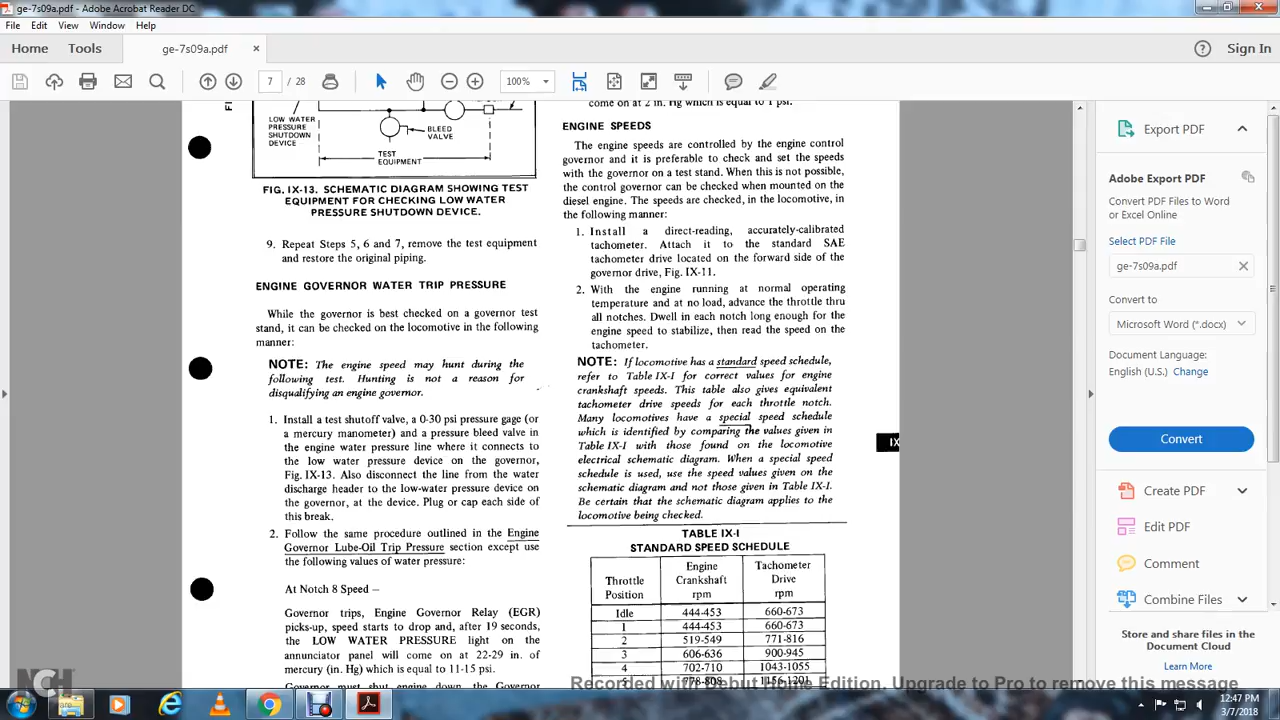 ge-7s09a.pdf - Adobe Acrobat Reader DC
File Edit View Window Help
Home Tools ge-7s09a.pdf × Sign In
7 / 28 100%
LOW WATER
PRESSURE
SHUTDOWN
DEVICE
BLEED
VALVE
TEST
EQUIPMENT
FIG. IX-13. SCHEMATIC DIAGRAM SHOWING TEST
EQUIPMENT FOR CHECKING LOW WATER
PRESSURE SHUTDOWN DEVICE.
9. Repeat Steps 5, 6 and 7, remove the test equipment
and restore the original piping.
ENGINE GOVERNOR WATER TRIP PRESSURE
While the governor is best checked on a governor test
stand, it can be checked on the locomotive in the following
manner:
NOTE: The engine speed may hunt during the
following test. Hunting is not a reason for
disqualifying an engine governor.
1. Install a test shutoff valve, a 0-30 psi pressure gage (or
a mercury manometer) and a pressure bleed valve in
the engine water pressure line where it connects to
the low water pressure device on the governor,
Fig. IX-13. Also disconnect the line from the water
discharge header to the low-water pressure device on
the governor, at the device. Plug or cap each side of
this break.
2. Follow the same procedure outlined in the Engine
Governor Lube-Oil Trip Pressure section except use
the following values of water pressure:
At Notch 8 Speed —
Governor trips, Engine Governor Relay (EGR)
picks-up, speed starts to drop and, after 19 seconds,
the LOW WATER PRESSURE light on the
annunciator panel will come on at 22-29 in. of
mercury (in. Hg) which is equal to 11-15 psi.
Governor must shut engine down, the Governor
come on at 2 in. Hg which is equal to 1 psi.
ENGINE SPEEDS
The engine speeds are controlled by the engine control
governor and it is preferable to check and set the speeds
with the governor on a test stand. When this is not possible,
the control governor can be checked when mounted on the
diesel engine. The speeds are checked, in the locomotive, in
the following manner:
1. Install a direct-reading, accurately-calibrated
tachometer. Attach it to the standard SAE
tachometer drive located on the forward side of the
governor drive, Fig. IX-11.
2. With the engine running at normal operating
temperature and at no load, advance the throttle thru
all notches. Dwell in each notch long enough for the
engine speed to stabilize, then read the speed on the
tachometer.
NOTE: If locomotive has a standard speed schedule,
refer to Table IX-I for correct values for engine
crankshaft speeds. This table also gives equivalent
tachometer drive speeds for each throttle notch.
Many locomotives have a special speed schedule
which is identified by comparing the values given in
Table IX-I with those found on the locomotive
electrical schematic diagram. When a special speed
schedule is used, use the speed values given on the
schematic diagram and not those given in Table IX-I.
Be certain that the schematic diagram applies to the
locomotive being checked.
TABLE IX-I
STANDARD SPEED SCHEDULE
Throttle Position Engine Crankshaft rpm Tachometer Drive rpm
Idle 444-453 660-673
1 444-453 660-673
2 519-549 771-816
3 606-636 900-945
4 702-710 1043-1055
5 778-808 1156-1201
IX
Export PDF
Adobe Export PDF
Convert PDF Files to Word
or Excel Online
Select PDF File
ge-7s09a.pdf
Convert to
Microsoft Word (*.docx)
Document Language:
English (U.S.) Change
Convert
Create PDF
Edit PDF
Comment
Combine Files
Store and share files in the
Document Cloud
Learn More
NCH
Recorded with Debut Home Edition. Upgrade to Pro to remove this message
12:47 PM
3/7/2018